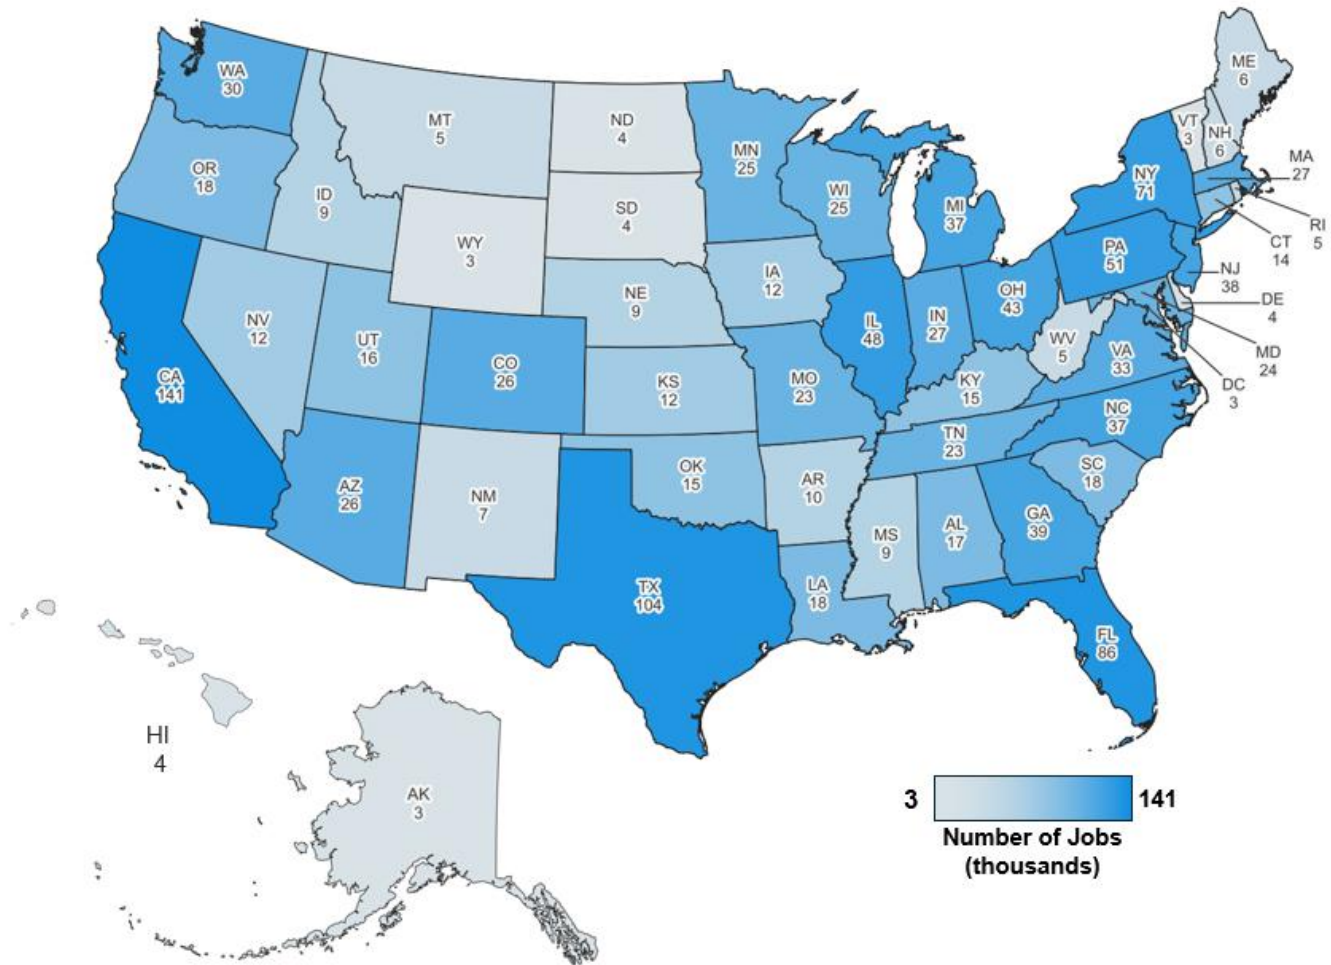 WA
30
MT
5
ND
4
MN
25
ME
6
VT
3
NH
6
MA
27
OR
18
ID
9
SD
4
WI
25
MI
37
NY
71
RI
5
WY
3
CT
14
PA
51
NJ
38
IA
12
NE
9
OH
43
DE
4
NV
12
UT
16
CO
26
IL
48
IN
27
WV
5
VA
33
MD
24
CA
141
KS
12
MO
23
KY
15
DC
3
NC
37
TN
23
AZ
26
NM
7
OK
15
AR
10
SC
18
MS
9
AL
17
GA
39
TX
104
LA
18
FL
86
HI
4
AK
3
3
141
Number of Jobs
(thousands)